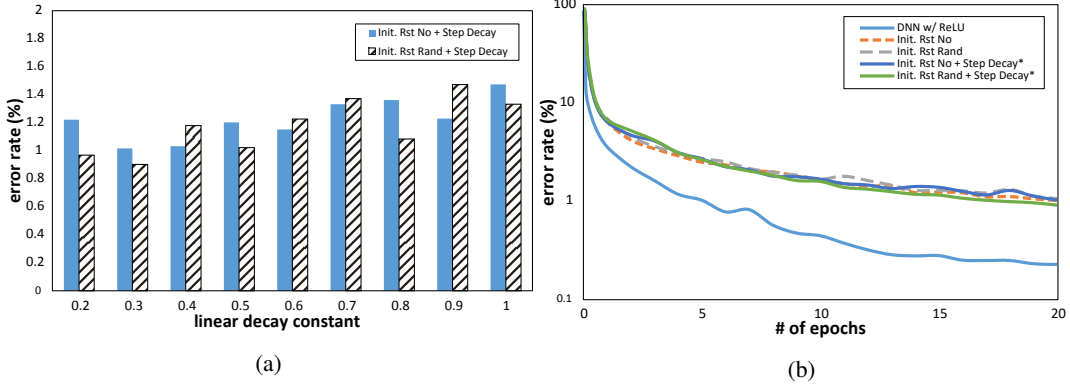 2
1.8
1.6
1.4
1.2
1
0.8
0.6
0.4
0.2
0
error rate (%)
Init. Rst No + Step Decay
Init. Rst Rand + Step Decay
0.2 0.3 0.4 0.5 0.6 0.7 0.8 0.9 1
linear decay constant
(a)
100
10
1
0.1
error rate (%)
DNN w/ ReLU
Init. Rst No
Init. Rst Rand
Init. Rst No + Step Decay*
Init. Rst Rand + Step Decay*
0 5 10 15 20
# of epochs
(b)